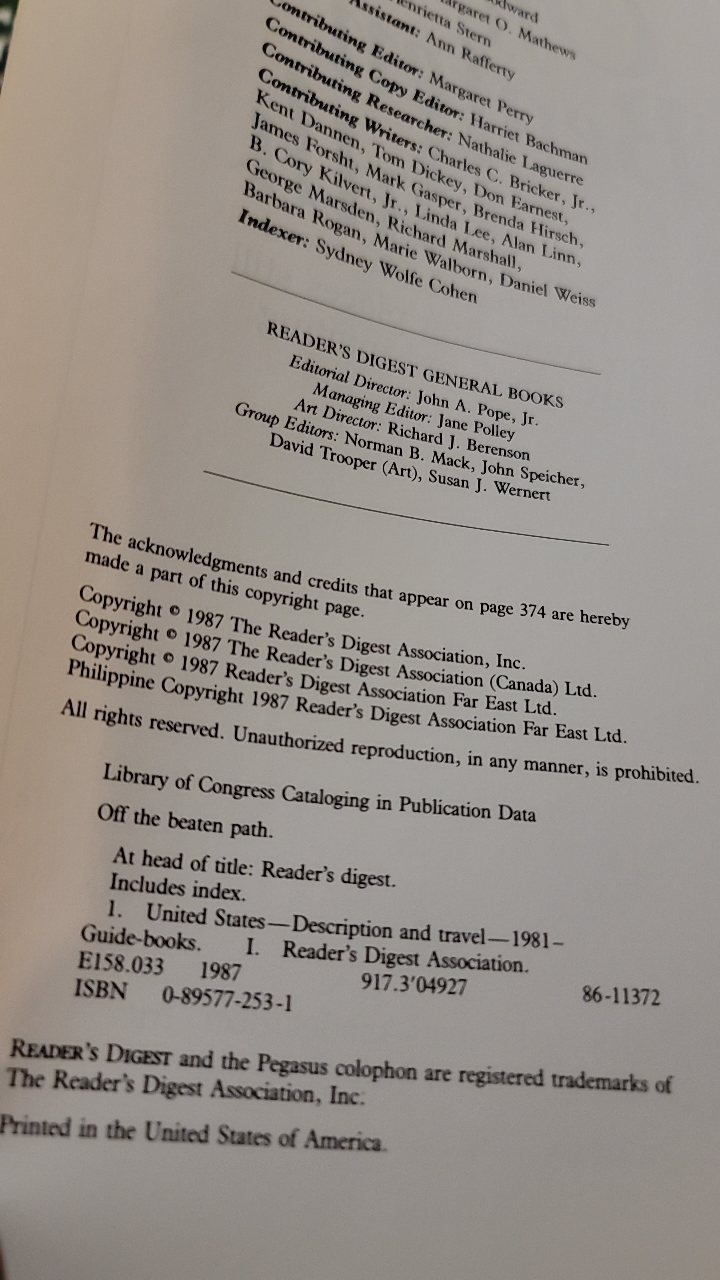 O. Mathews
Stern
Assistant: Ann Rafferty
Contributing Editor: Margaret Perry
Contributing Copy Editor: Harriet Bachman
Contributing Researcher: Nathalie Laguerre
Contributing Writers: Charles C. Bricker, Jr.,
Kent Dannen, Tom Dickey, Don Earnest,
James Forsht, Mark Gasper, Brenda Hirsch,
B. Cory Kilvert, Jr., Linda Lee, Alan Linn,
George Marsden, Richard Marshall,
Barbara Rogan, Marie Walborn, Daniel Weiss
Indexer: Sydney Wolfe Cohen
READER'S DIGEST GENERAL BOOKS
Editorial Director: John A. Pope, Jr.
Managing Editor: Jane Polley
Art Director: Richard J. Berenson
Group Editors: Norman B. Mack, John Speicher,
David Trooper (Art), Susan J. Wernert
The acknowledgments and credits that appear on page 374 are hereby
made a part of this copyright page.
Copyright © 1987 The Reader's Digest Association, Inc.
Copyright © 1987 The Reader's Digest Association (Canada) Ltd.
Copyright © 1987 Reader's Digest Association Far East Ltd.
Philippine Copyright 1987 Reader's Digest Association Far East Ltd.
All rights reserved. Unauthorized reproduction, in any manner, is prohibited.
Library of Congress Cataloging in Publication Data
Off the beaten path.
At head of title: Reader's digest.
Includes index.
1. United States—Description and travel—1981–
Guide-books. I. Reader's Digest Association.
E158.033 1987 917.3'04927 86-11372
ISBN 0-89577-253-1
READER'S DIGEST and the Pegasus colophon are registered trademarks of
The Reader's Digest Association, Inc.
Printed in the United States of America.